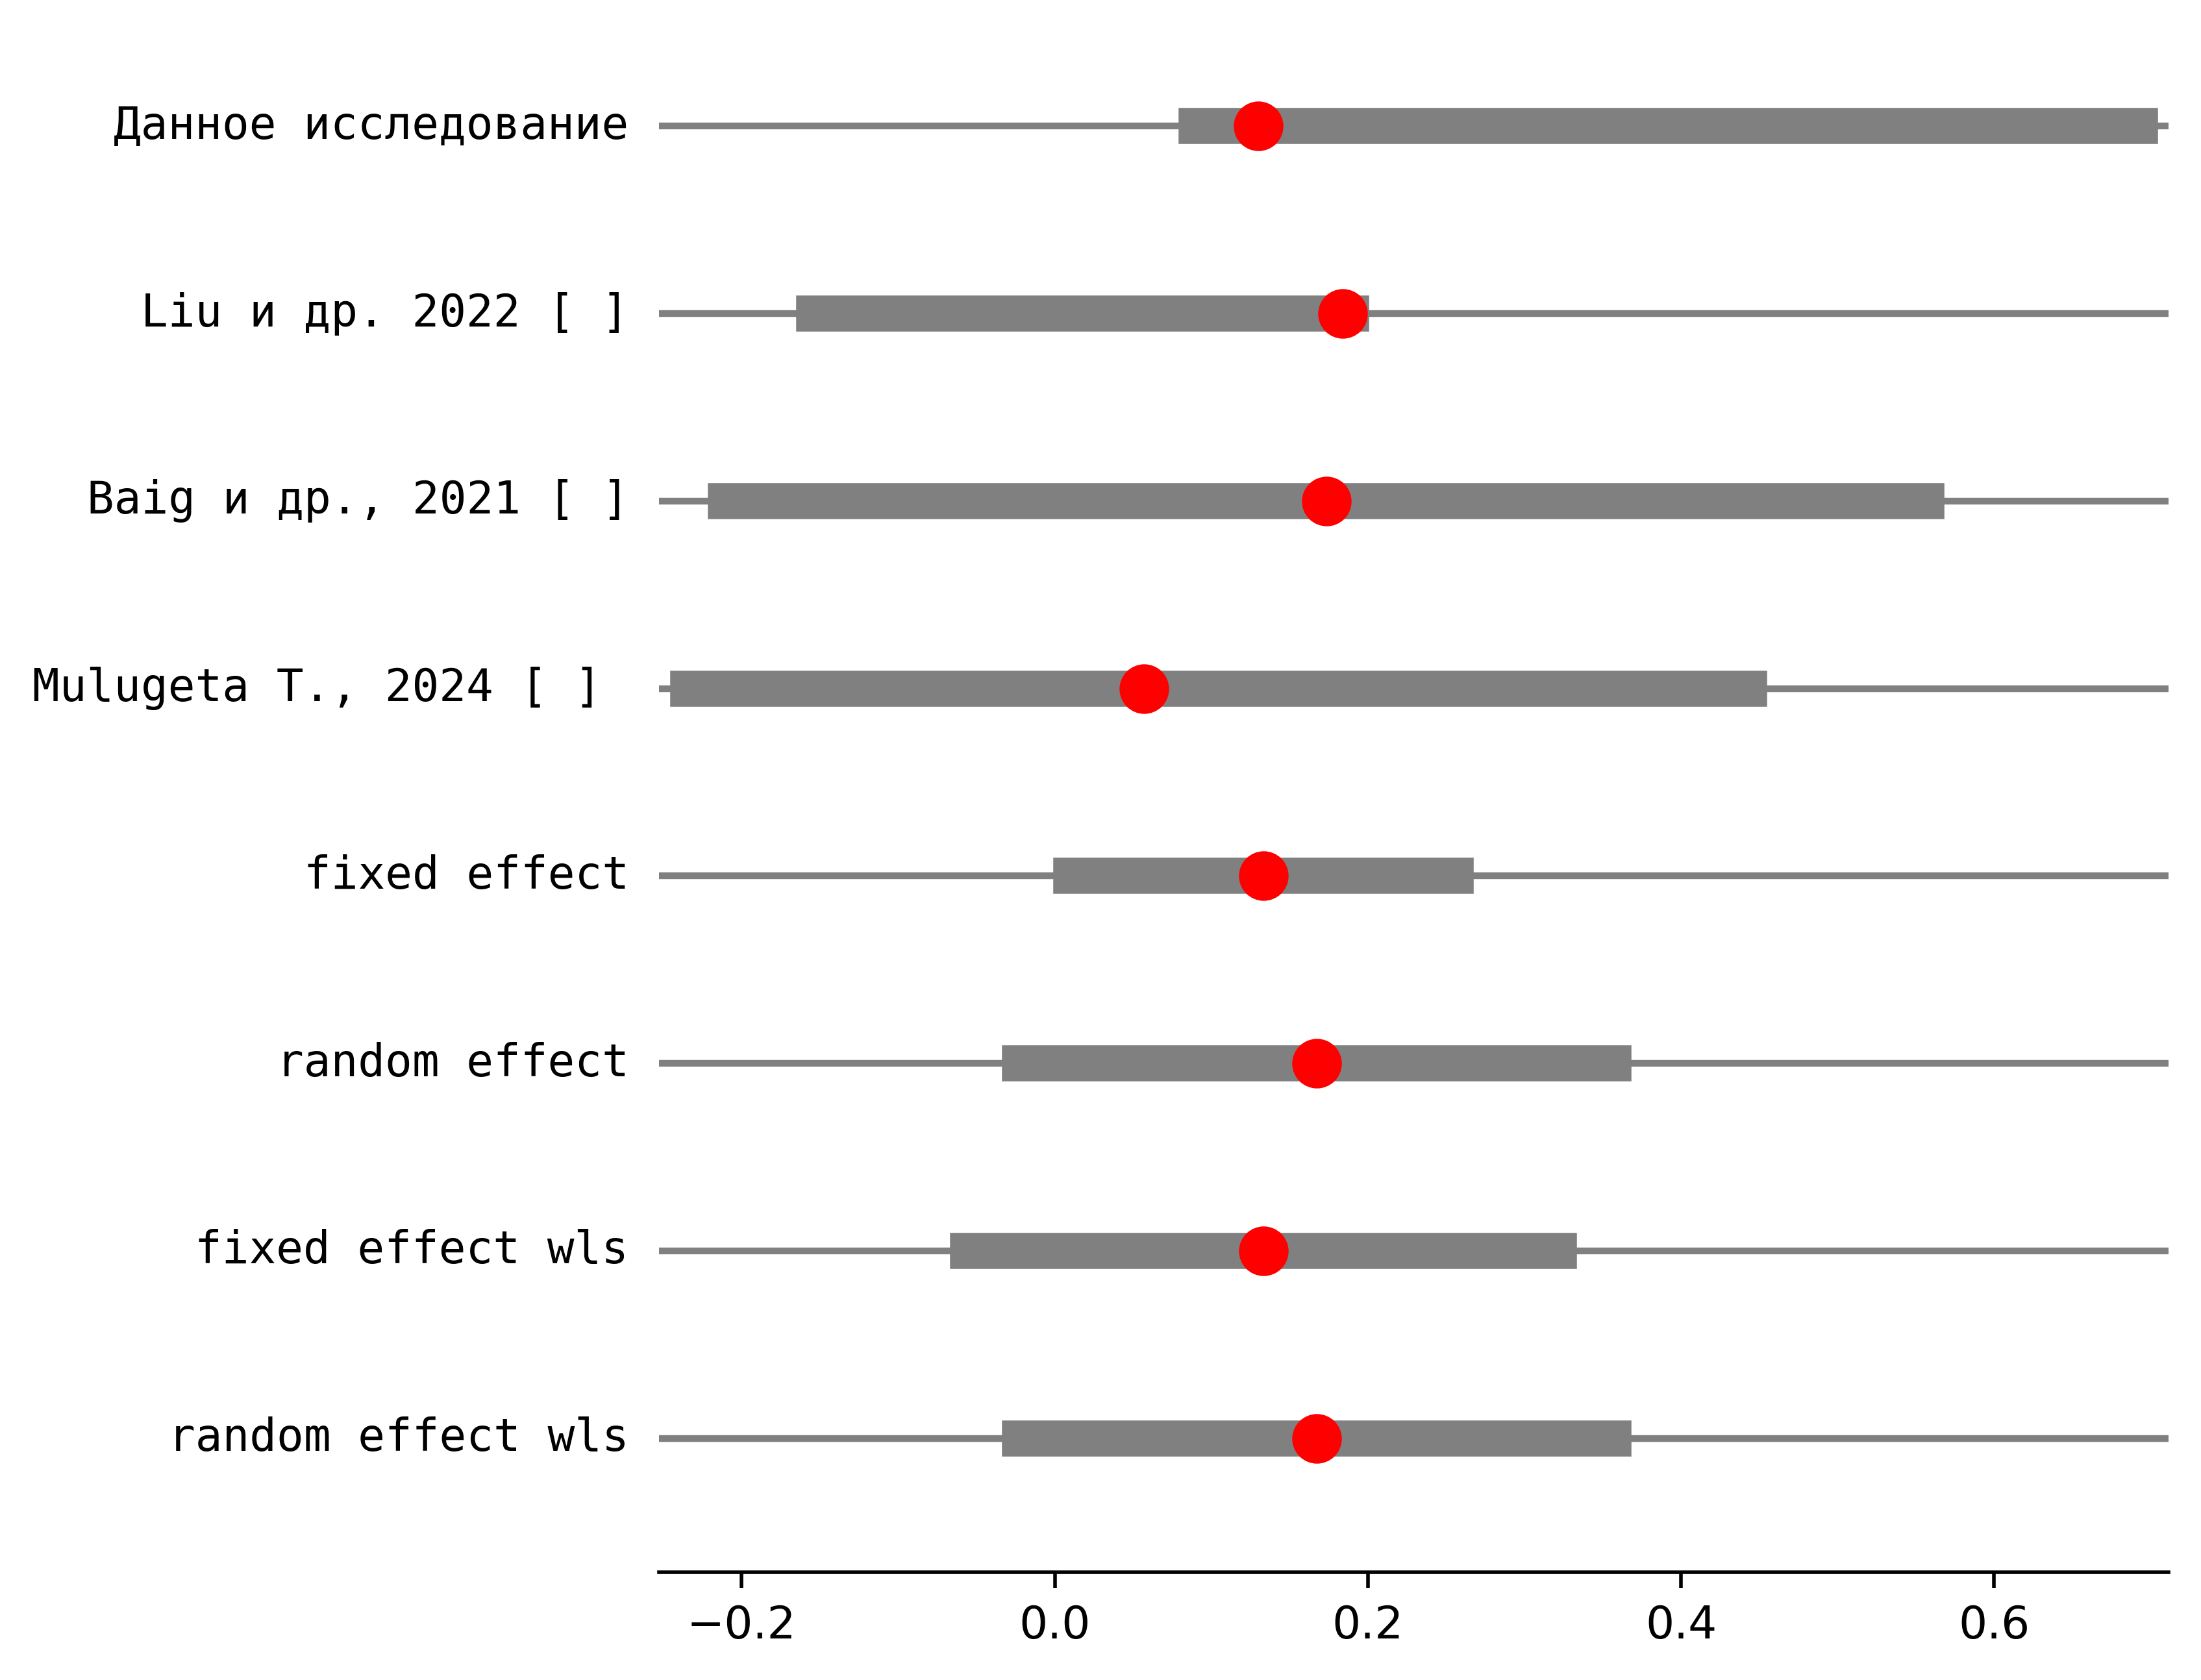 Данное исследование
Liu и др. 2022 [ ]
Baig и др., 2021 [ ]
Mulugeta T., 2024 [ ]
fixed effect
random effect
fixed effect wls
random effect wls
−0.2 0.0 0.2 0.4 0.6